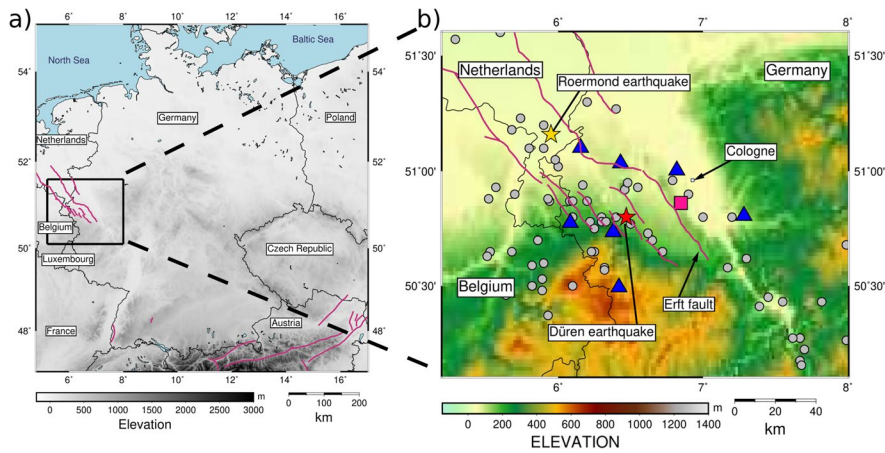 a)
6˚ 8˚ 10˚ 12˚ 14˚ 16˚
Baltic Sea
North Sea
54˚ 54˚
Germany
Poland
Netherlands
52˚ 52˚
Belgium
50˚ 50˚
Czech Republic
Luxembourg
France
Austria
48˚ 48˚
6˚ 8˚ 10˚ 12˚ 14˚ 16˚
m
0 500 1000 2000 2500 3000
Elevation
0 100 200
km
b)
6˚ 7˚ 8˚
51˚30' 51˚30'
Netherlands
Germany
Roermond earthquake
Cologne
51˚00' 51˚00'
50˚30' 50˚30'
Belgium
Erft fault
Düren earthquake
6˚ 7˚ 8˚
m
0 200 400 600 800 1000 1200 1400
ELEVATION
0 20 40
km